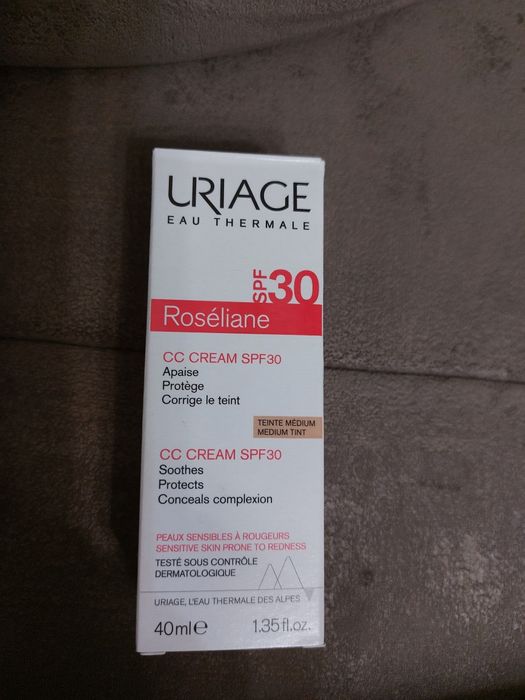 URIAGE
EAU THERMALE
SPF30
Roséliane
CC CREAM SPF30
Apaise
Protège
Corrige le teint
TEINTE MÉDIUM
MEDIUM TINT
CC CREAM SPF30
Soothes
Protects
Conceals complexion
PEAUX SENSIBLES À ROUGEURS
SENSITIVE SKIN PRONE TO REDNESS
TESTÉ SOUS CONTRÔLE
DERMATOLOGIQUE
URIAGE, L'EAU THERMALE DES ALPES
40ml℮ 1.35 fl.oz.